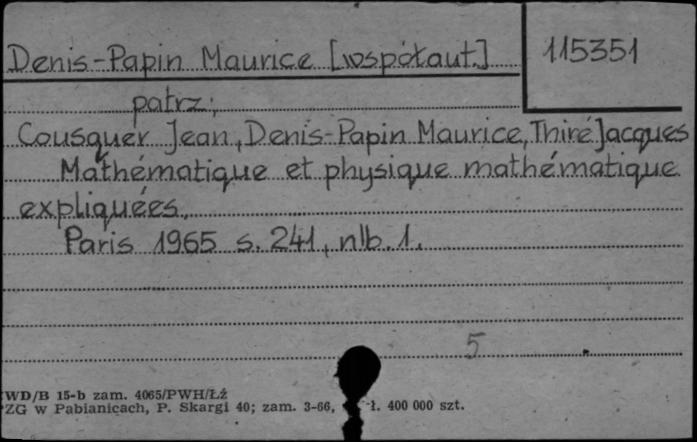 Denis-Papin Maurice [współaut.]
115351
patrz:
Cousquer Jean, Denis-Papin Maurice, Thiré Jacques
Mathématique et physique mathématique
expliquées.
Paris 1965 s. 241, nlb. 1.
5
WD/B 15-b zam. 4065/PWH/Łź
PZG w Pabianicach, P. Skargi 40; zam. 3-66, ł. 400 000 szt.